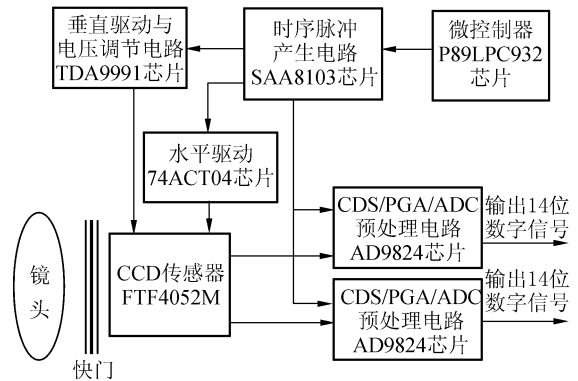 垂直驱动与
电压调节电路
TDA9991芯片
时序脉冲
产生电路
SAA8103芯片
微控制器
P89LPC932
芯片
水平驱动
74ACT04芯片
CDS/PGA/ADC
预处理电路
AD9824芯片
输出14位
数字信号
镜
头
CCD传感器
FTF4052M
CDS/PGA/ADC
预处理电路
AD9824芯片
输出14位
数字信号
快门